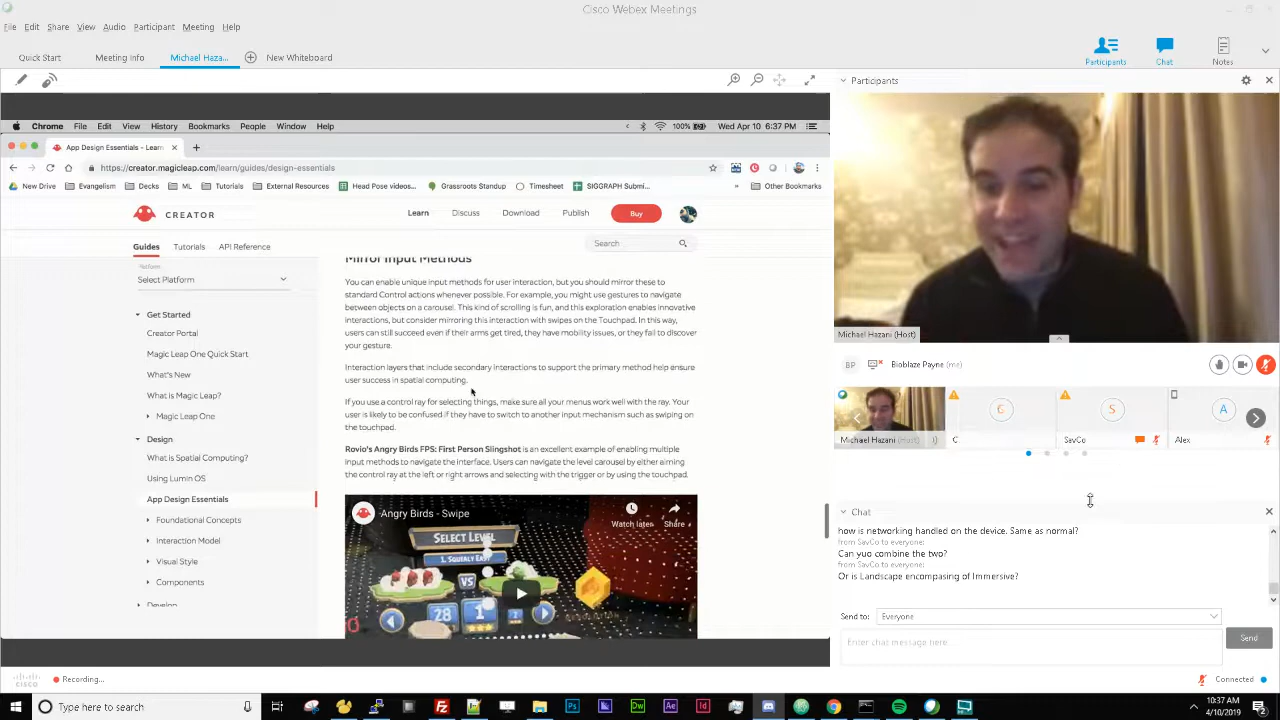 Cisco Webex Meetings
File Edit Share View Audio Participant Meeting Help
Quick Start Meeting Info Michael Haza... New Whiteboard
Participants Chat Notes
Participants
Chrome File Edit View History Bookmarks People Window Help 100% Wed Apr 10 6:37 PM
App Design Essentials - Learn
https://creator.magicleap.com/learn/guides/design-essentials
New Drive Evangelism Decks ML Tutorials External Resources Head Pose videos... Grassroots Standup Timesheet SIGGRAPH Submi... » Other Bookmarks
CREATOR Learn Discuss Download Publish Buy
Guides Tutorials API Reference
Search
Platform
Select Platform
Get Started
Creator Portal
Magic Leap One Quick Start
What's New
What is Magic Leap?
Magic Leap One
Design
What is Spatial Computing?
Using Lumin OS
App Design Essentials
Foundational Concepts
Interaction Model
Visual Style
Components
Develop
Mirror Input Methods
You can enable unique input methods for user interaction, but you should mirror these to
standard Control actions whenever possible. For example, you might use gestures to navigate
between objects on a carousel. This kind of scrolling is fun, and this exploration enables innovative
interactions, but consider mirroring this interaction with swipes on the Touchpad. In this way,
users can still succeed even if their arms get tired, they have mobility issues, or they fail to discover
your gesture.
Interaction layers that include secondary interactions to support the primary method help ensure
user success in spatial computing.
If you use a control ray for selecting things, make sure all your menus work well with the ray. Your
user is likely to be confused if they have to switch to another input mechanism such as swiping on
the touchpad.
Rovio's Angry Birds FPS: First Person Slingshot is an excellent example of enabling multiple
input methods to navigate the interface. Users can navigate the level carousel by either aiming
the control ray at the left or right arrows and selecting with the trigger or by using the touchpad.
Angry Birds - Swipe
Watch later Share
SELECT LEVEL
1. SQUEALY EASY
VS
28 1
Michael Hazani (Host)
BP Bioblaze Payne (me)
C S A
Michael Hazani (Host) C SavCo Alex
Chat
how is networking handled on the device. Same as normal?
from SavCo to everyone:
Can yuo combine the two?
from SavCo to everyone:
Or is Landscape encompasing of Immersive?
Send to: Everyone
Enter chat message here
Send
cisco Recording... Connected
Type here to search
10:37 AM
4/10/2019